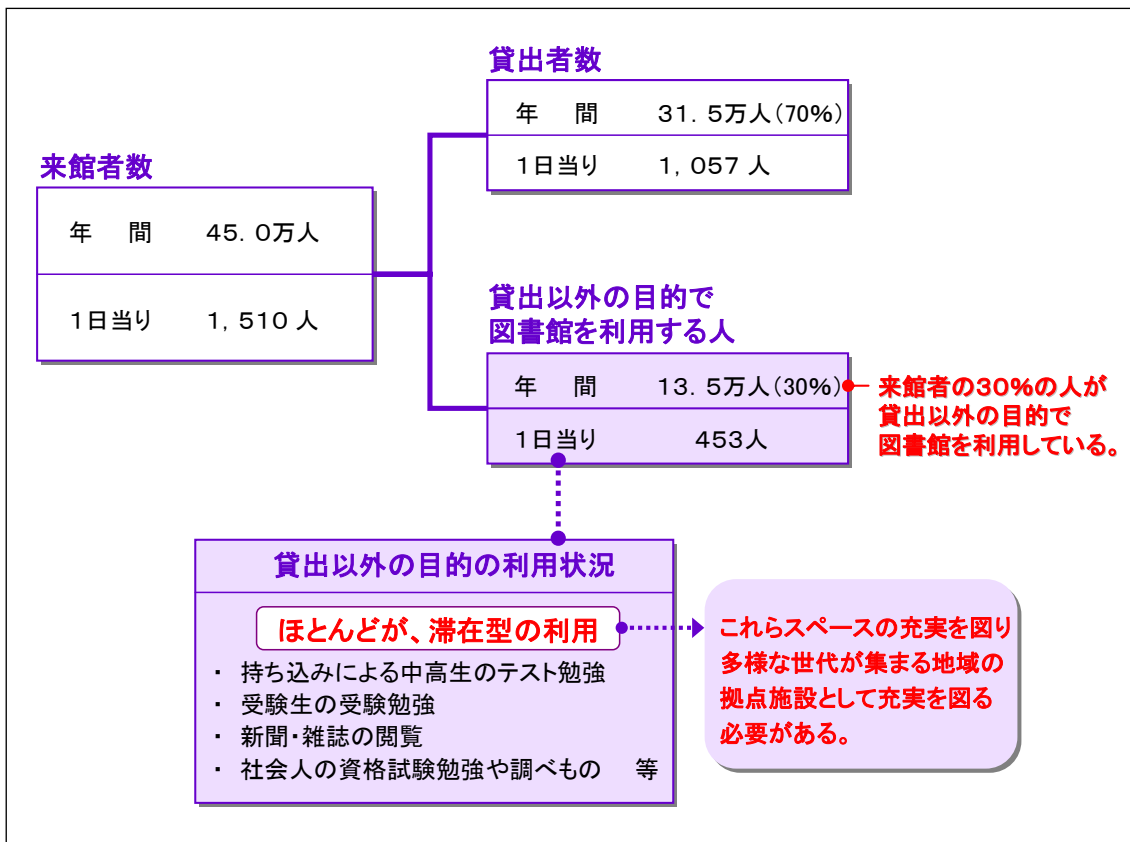 貸出者数
年　間　31．5万人（70%）
1日当り　1，057 人
来館者数
年　間　45．0万人
1日当り　1，510 人
貸出以外の目的で
図書館を利用する人
年　間　13．5万人（30%）
1日当り　453人
来館者の30%の人が
貸出以外の目的で
図書館を利用している。
貸出以外の目的の利用状況
ほとんどが、滞在型の利用
・ 持ち込みによる中高生のテスト勉強
・ 受験生の受験勉強
・ 新聞・雑誌の閲覧
・ 社会人の資格試験勉強や調べもの　等
これらスペースの充実を図り
多様な世代が集まる地域の
拠点施設として充実を図る
必要がある。